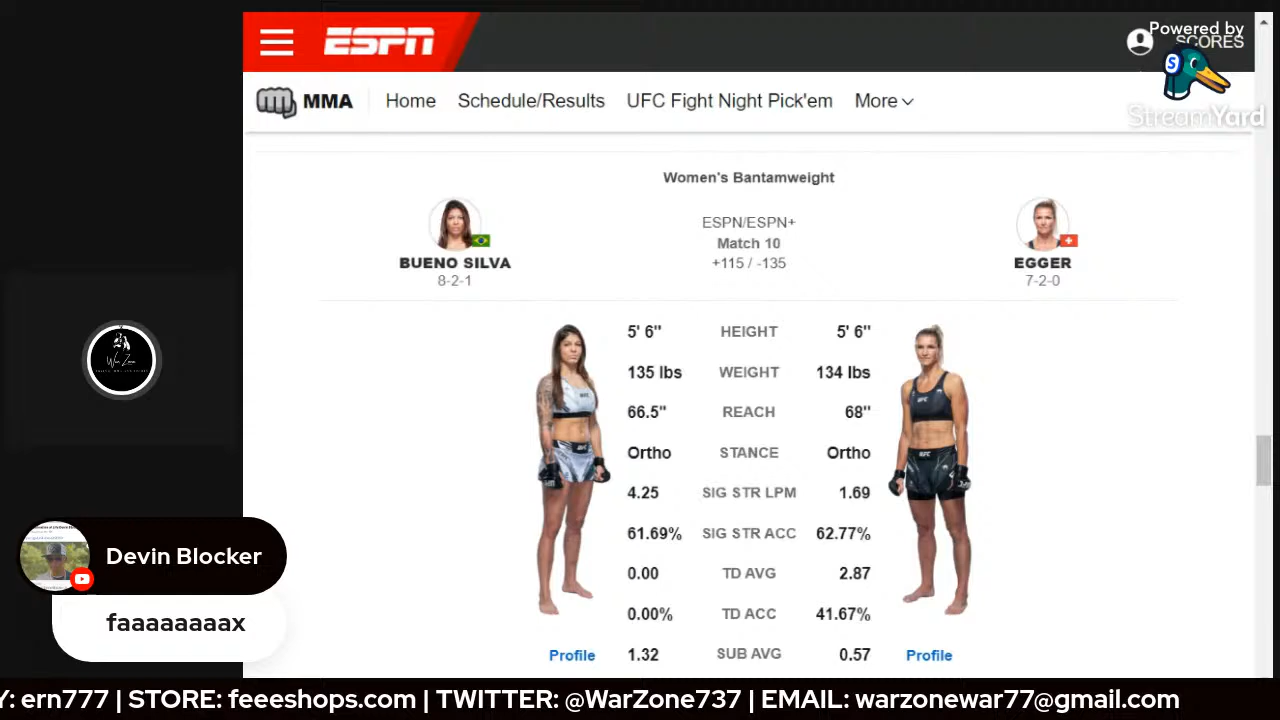 ESPN
SCORES
Powered by
S
StreamYard
MMA
Home
Schedule/Results
UFC Fight Night Pick'em
More
Women's Bantamweight
BUENO SILVA
8-2-1
ESPN/ESPN+
Match 10
+115 / -135
EGGER
7-2-0
5' 6" HEIGHT 5' 6"
135 lbs WEIGHT 134 lbs
66.5" REACH 68"
Ortho STANCE Ortho
4.25 SIG STR LPM 1.69
61.69% SIG STR ACC 62.77%
0.00 TD AVG 2.87
0.00% TD ACC 41.67%
Profile 1.32 SUB AVG 0.57 Profile
War Zone
Devin Blocker
faaaaaaaax
Y: ern777 | STORE: feeeshops.com | TWITTER: @WarZone737 | EMAIL: warzonewar77@gmail.com